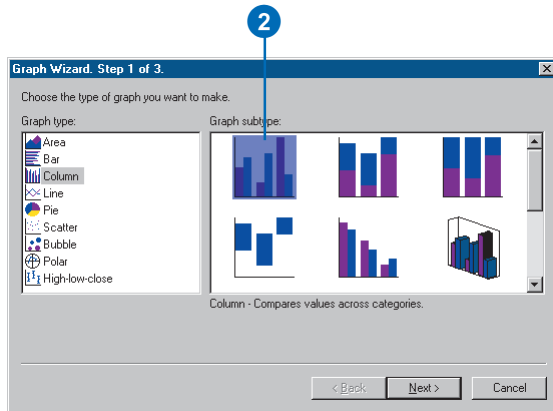 2
Graph Wizard. Step 1 of 3.
Choose the type of graph you want to make.
Graph type:
Graph subtype:
Area
Bar
Column
Line
Pie
Scatter
Bubble
Polar
High-low-close
Column - Compares values across categories.
< Back
Next >
Cancel